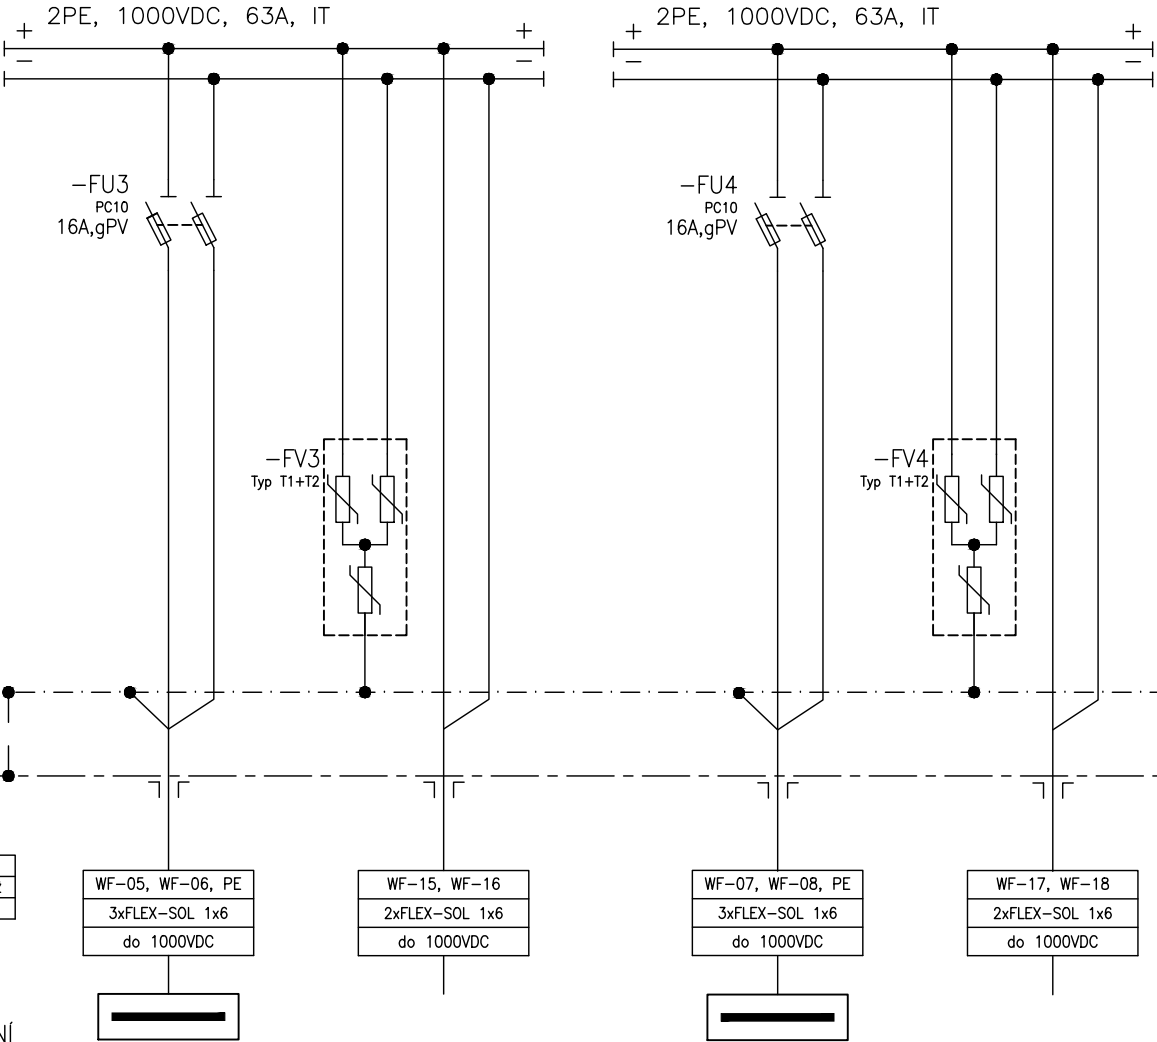 2PE, 1000VDC, 63A, IT
+ +
− −
−FU3
PC10
16A,gPV
−FV3
Typ T1+T2
WF−05, WF−06, PE
3xFLEX−SOL 1x6
do 1000VDC
WF−15, WF−16
2xFLEX−SOL 1x6
do 1000VDC
2PE, 1000VDC, 63A, IT
+ +
− −
−FU4
PC10
16A,gPV
−FV4
Typ T1+T2
WF−07, WF−08, PE
3xFLEX−SOL 1x6
do 1000VDC
WF−17, WF−18
2xFLEX−SOL 1x6
do 1000VDC
NÍ